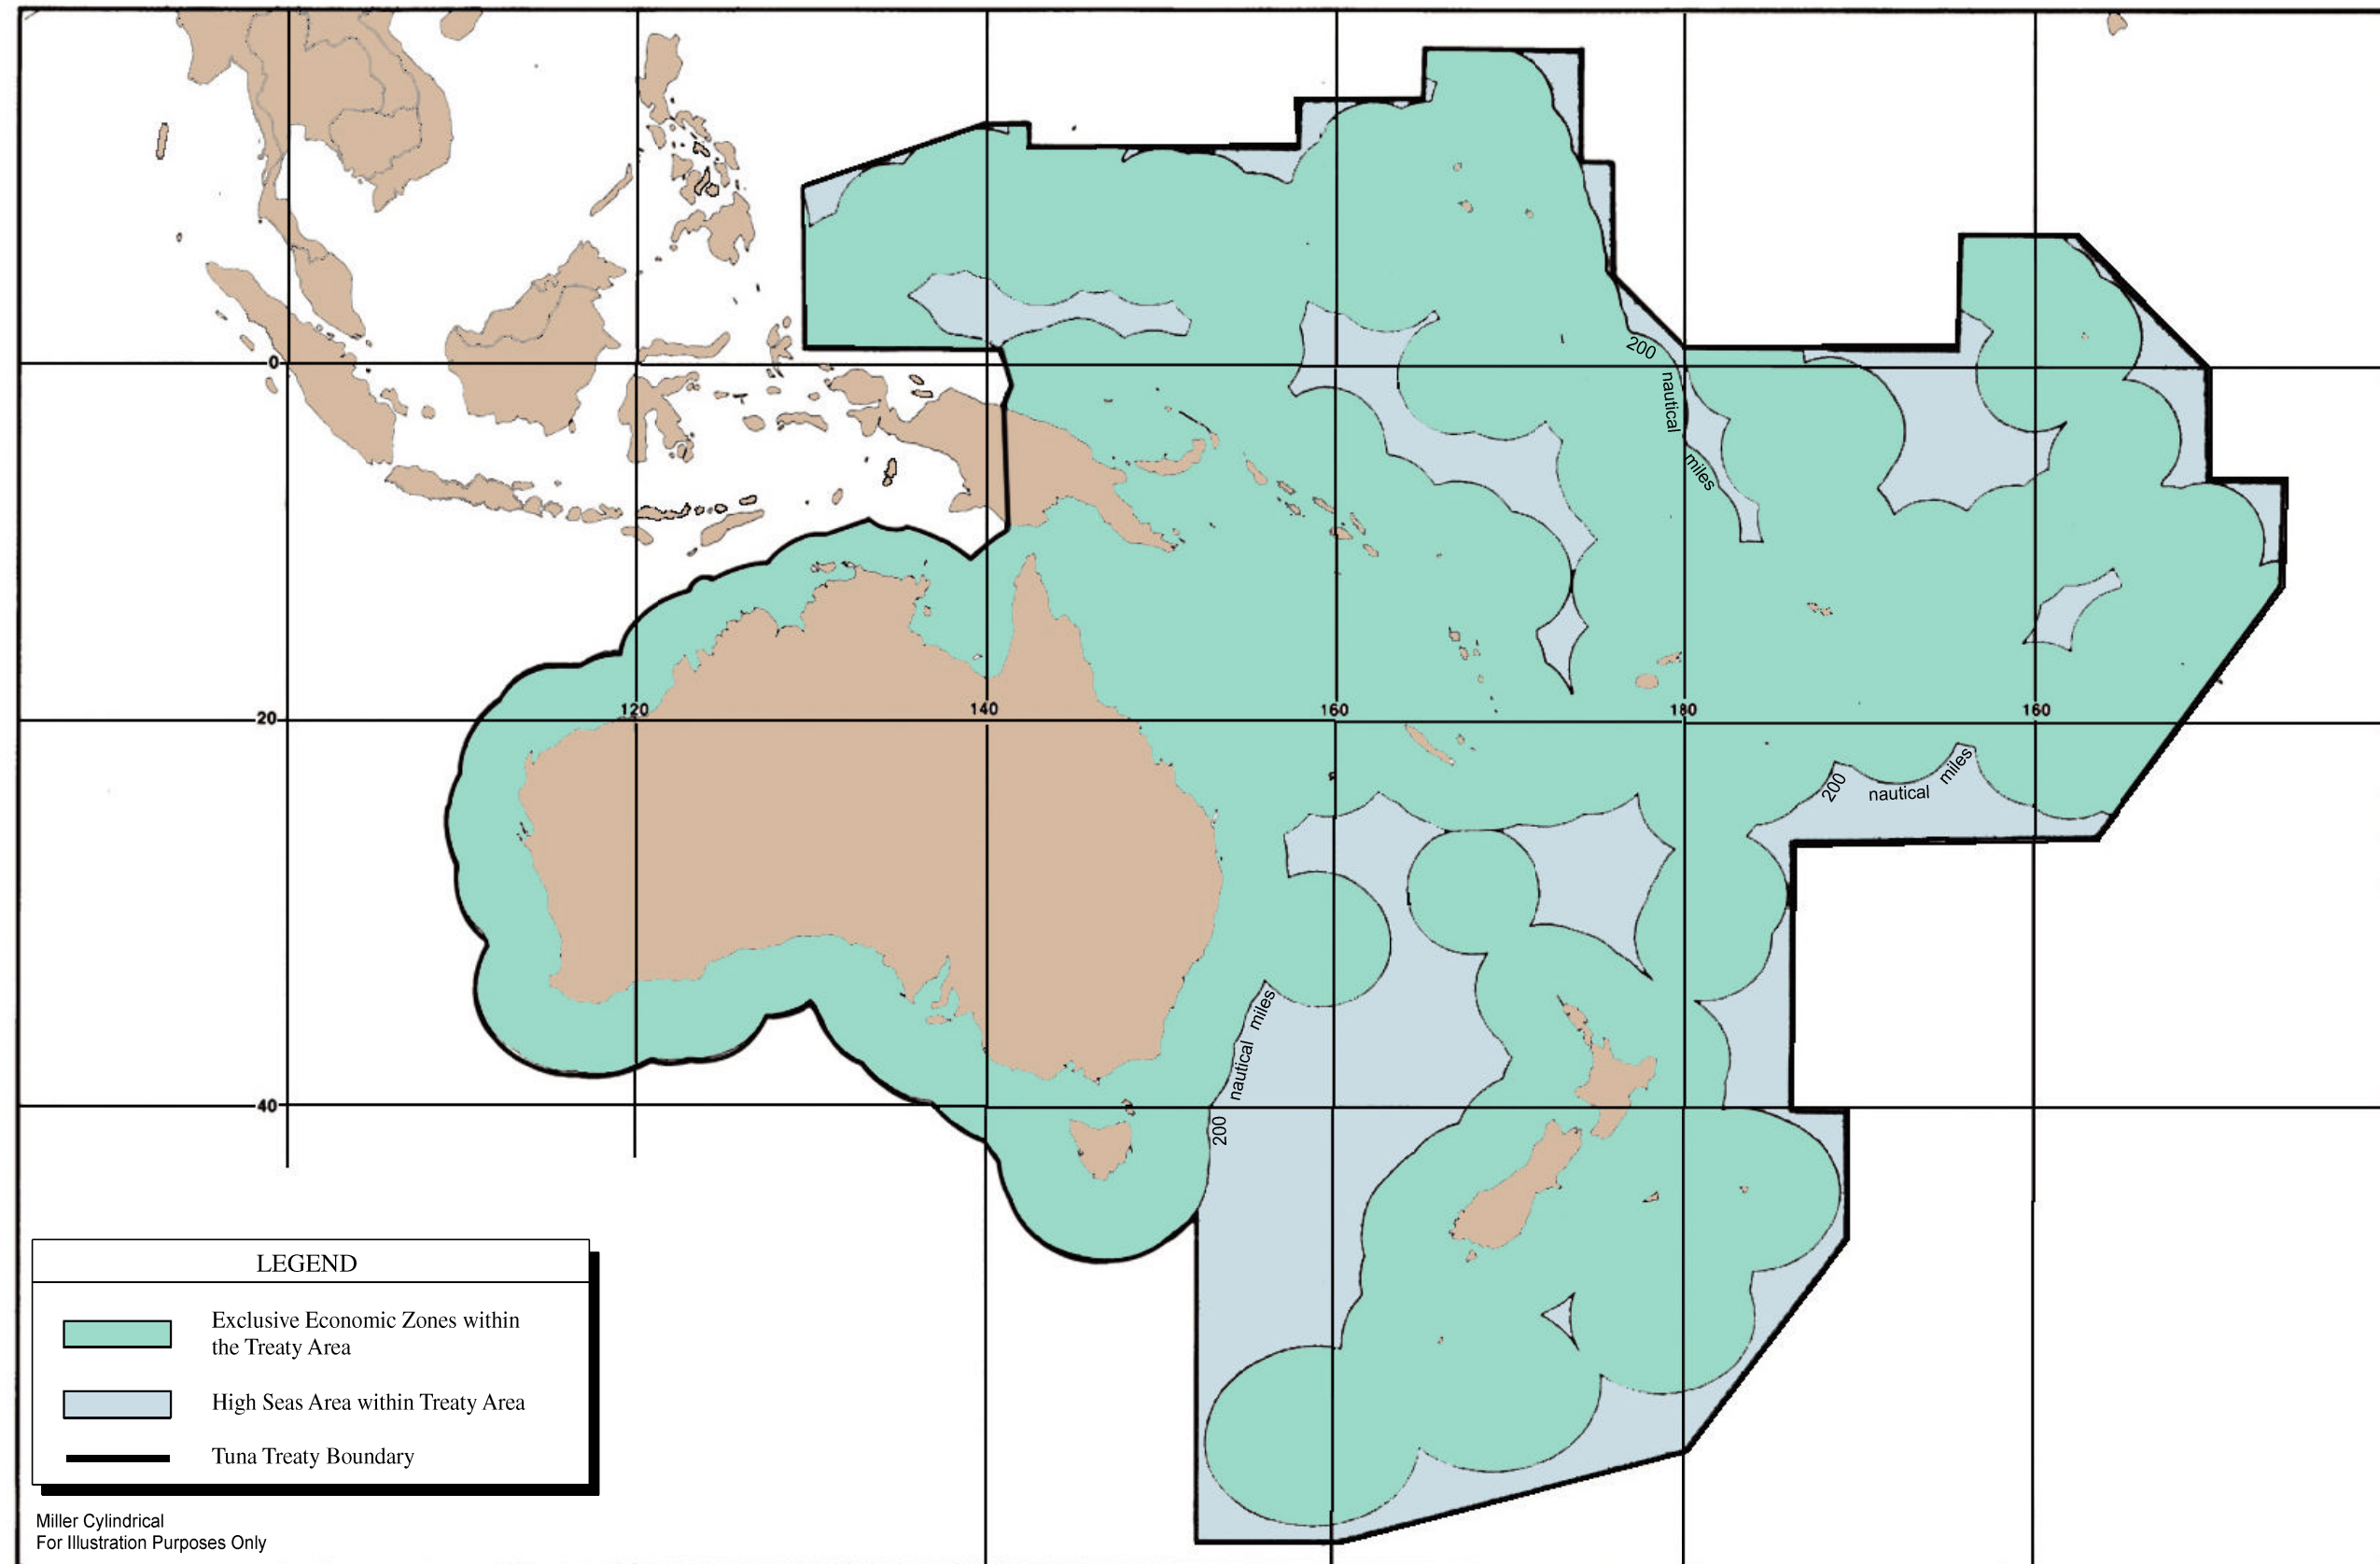 200
nautical
miles
0
20
120
140
160
180
160
200
nautical
miles
200
nautical
miles
40
LEGEND
Exclusive Economic Zones within
the Treaty Area
High Seas Area within Treaty Area
Tuna Treaty Boundary
Miller Cylindrical
For Illustration Purposes Only